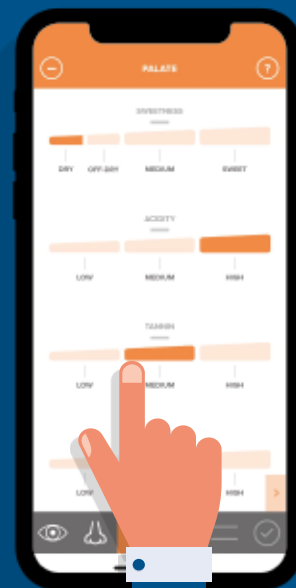 PALATE ?
SWEETNESS
DRY OFF-DRY MEDIUM SWEET
ACIDITY
LOW MEDIUM HIGH
TANNIN
LOW MEDIUM HIGH
LOW HIGH